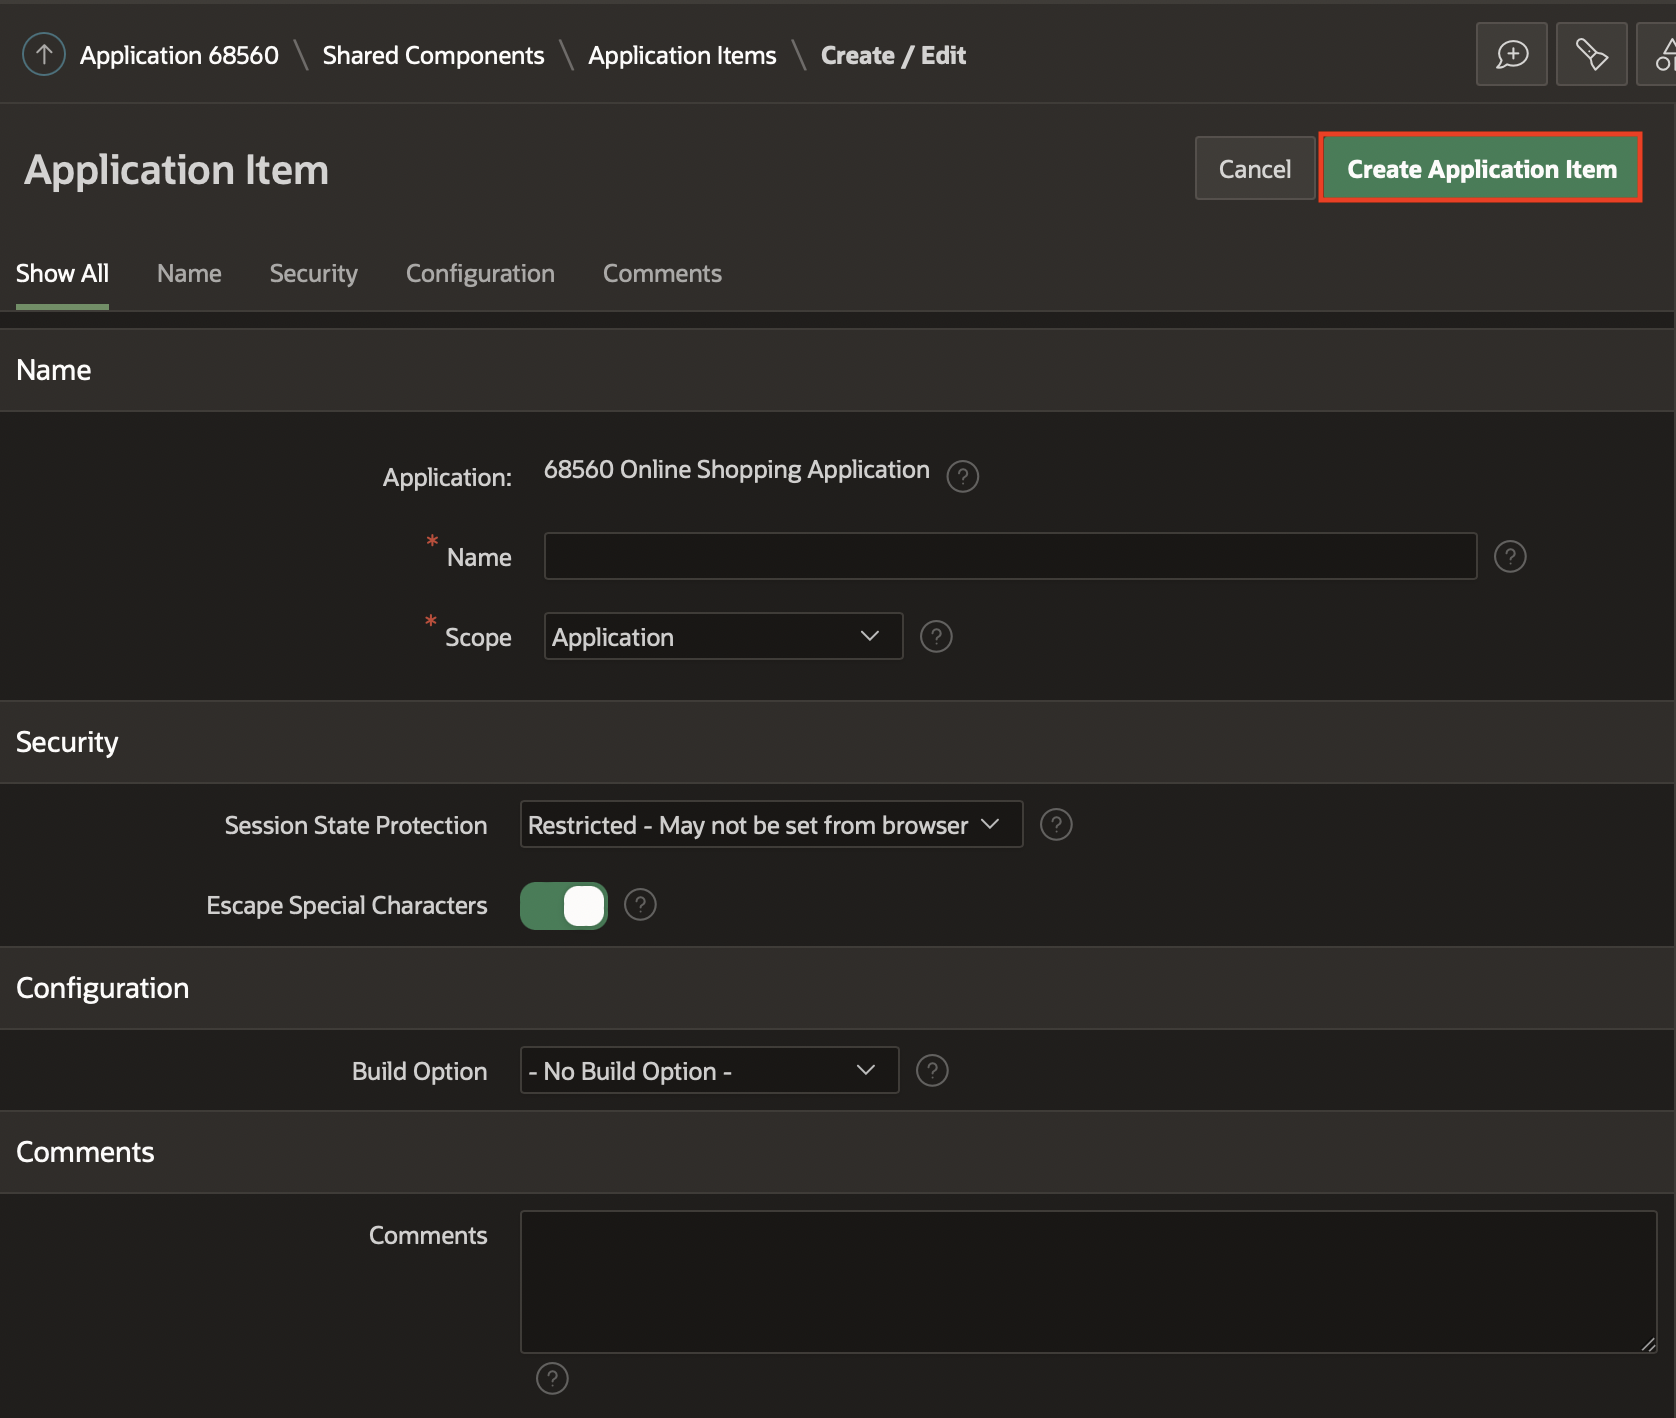 Application 68560 \ Shared Components \ Application Items \ Create / Edit
Application Item
Cancel
Create Application Item
Show All Name Security Configuration Comments
Name
Application: 68560 Online Shopping Application ?
* Name ?
* Scope Application ?
Security
Session State Protection Restricted - May not be set from browser ?
Escape Special Characters ?
Configuration
Build Option - No Build Option - ?
Comments
Comments
?